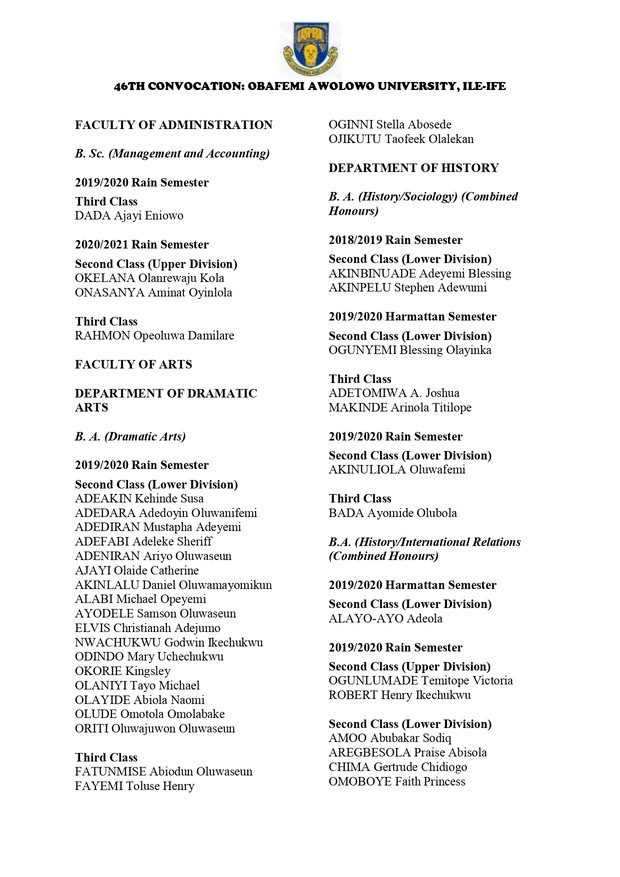 46TH CONVOCATION: OBAFEMI AWOLOWO UNIVERSITY, ILE-IFE
FACULTY OF ADMINISTRATION
B. Sc. (Management and Accounting)
2019/2020 Rain Semester
Third Class
DADA Ajayi Eniowo
2020/2021 Rain Semester
Second Class (Upper Division)
OKELANA Olanrewaju Kola
ONASANYA Aminat Oyinlola
Third Class
RAHMON Opeoluwa Damilare
FACULTY OF ARTS
DEPARTMENT OF DRAMATIC
ARTS
B. A. (Dramatic Arts)
2019/2020 Rain Semester
Second Class (Lower Division)
ADEAKIN Kehinde Susa
ADEDARA Adedoyin Oluwanifemi
ADEDIRAN Mustapha Adeyemi
ADEFABI Adeleke Sheriff
ADENIRAN Ariyo Oluwaseun
AJAYI Olaide Catherine
AKINLALU Daniel Oluwamayomikun
ALABI Michael Opeyemi
AYODELE Samson Oluwaseun
ELVIS Christianah Adejumo
NWACHUKWU Godwin Ikechukwu
ODINDO Mary Uchechukwu
OKORIE Kingsley
OLANIYI Tayo Michael
OLAYIDE Abiola Naomi
OLUDE Omotola Omolabake
ORITI Oluwajuwon Oluwaseun
Third Class
FATUNMISE Abiodun Oluwaseun
FAYEMI Toluse Henry
OGINNI Stella Abosede
OJIKUTU Taofeek Olalekan
DEPARTMENT OF HISTORY
B. A. (History/Sociology) (Combined
Honours)
2018/2019 Rain Semester
Second Class (Lower Division)
AKINBINUADE Adeyemi Blessing
AKINPELU Stephen Adewumi
2019/2020 Harmattan Semester
Second Class (Lower Division)
OGUNYEMI Blessing Olayinka
Third Class
ADETOMIWA A. Joshua
MAKINDE Arinola Titilope
2019/2020 Rain Semester
Second Class (Lower Division)
AKINULIOLA Oluwafemi
Third Class
BADA Ayomide Olubola
B.A. (History/International Relations
(Combined Honours)
2019/2020 Harmattan Semester
Second Class (Lower Division)
ALAYO-AYO Adeola
2019/2020 Rain Semester
Second Class (Upper Division)
OGUNLUMADE Temitope Victoria
ROBERT Henry Ikechukwu
Second Class (Lower Division)
AMOO Abubakar Sodiq
AREGBESOLA Praise Abisola
CHIMA Gertrude Chidiogo
OMOBOYE Faith Princess